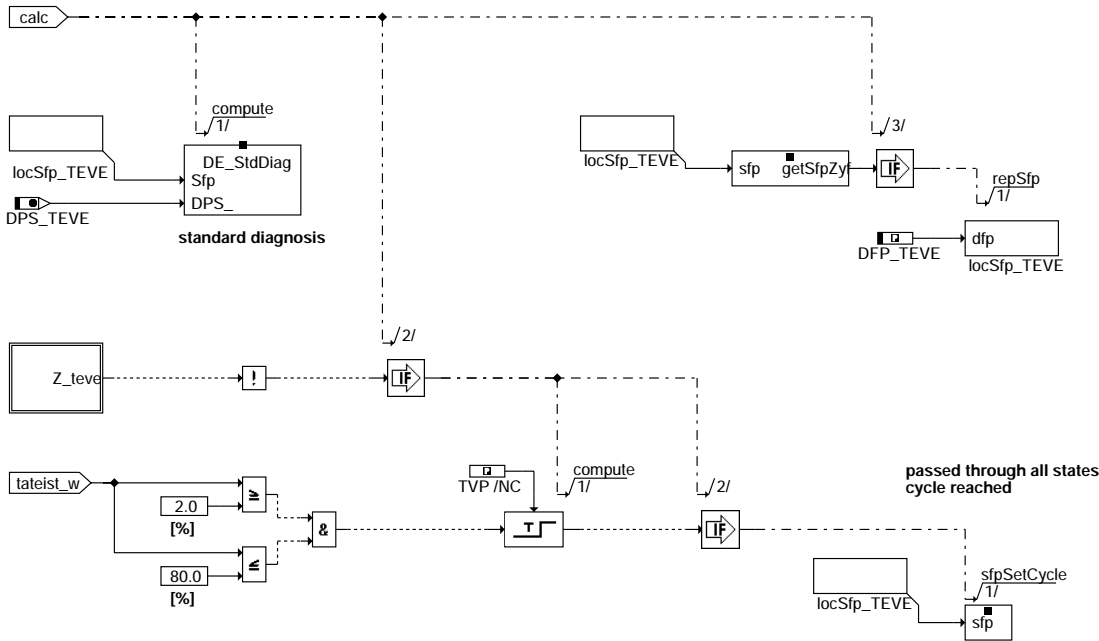 calc
compute
1/
/3/
DE_StdDiag
locSfp_TEVE
Sfp
DPS_
DPS_TEVE
standard diagnosis
locSfp_TEVE
sfp
getSfpZyf
IF
repSfp
1/
dfp
DFP_TEVE
locSfp_TEVE
/2/
Z_teve
!
IF
tateist_w
2.0
[%]
80.0
[%]
&
TVP /NC
T
compute
1/
/2/
IF
passed through all states
cycle reached
locSfp_TEVE
sfpSetCycle
1/
sfp